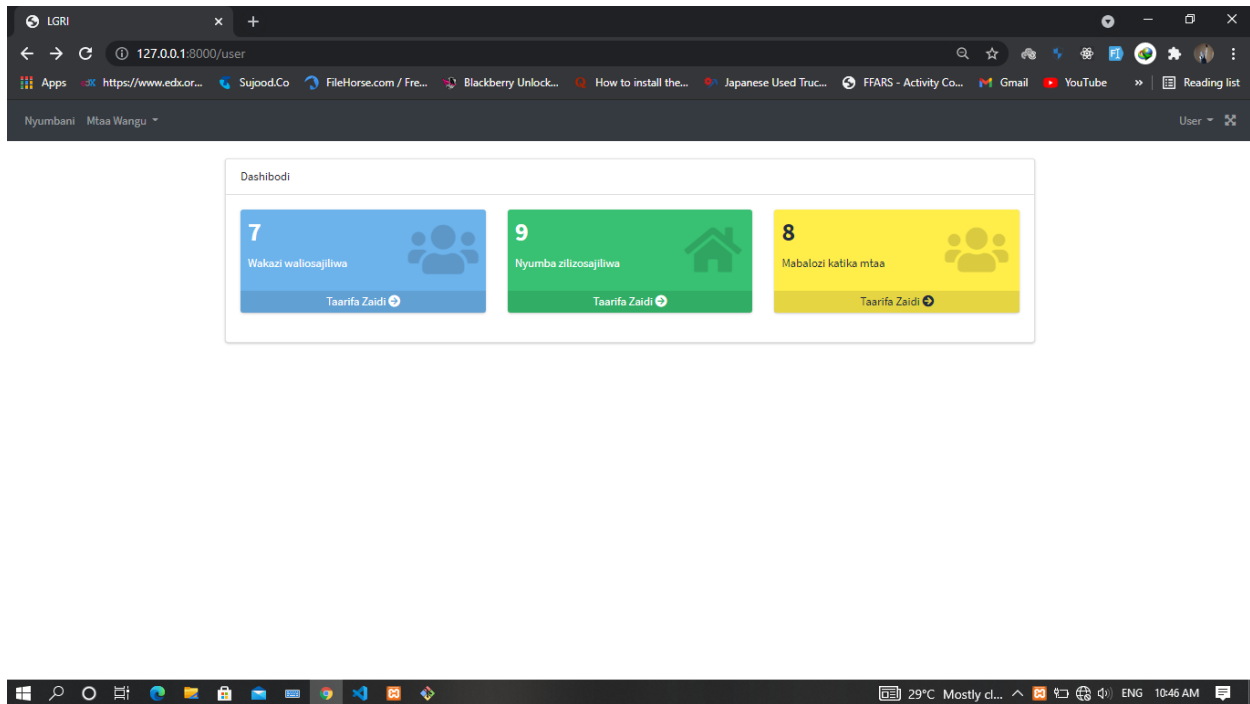 LGRI
127.0.0.1:8000/user
Apps https://www.edx.or... Sujood.Co FileHorse.com / Fre... Blackberry Unlock... How to install the... Japanese Used Truc... FFARS - Activity Co... Gmail YouTube » Reading list
Nyumbani Mtaa Wangu User
Dashibodi
7 9 8
Wakazi waliosajiliwa Nyumba zilizosajiliwa Mabalozi katika mtaa
Taarifa Zaidi Taarifa Zaidi Taarifa Zaidi
29°C Mostly cl... ENG 10:46 AM